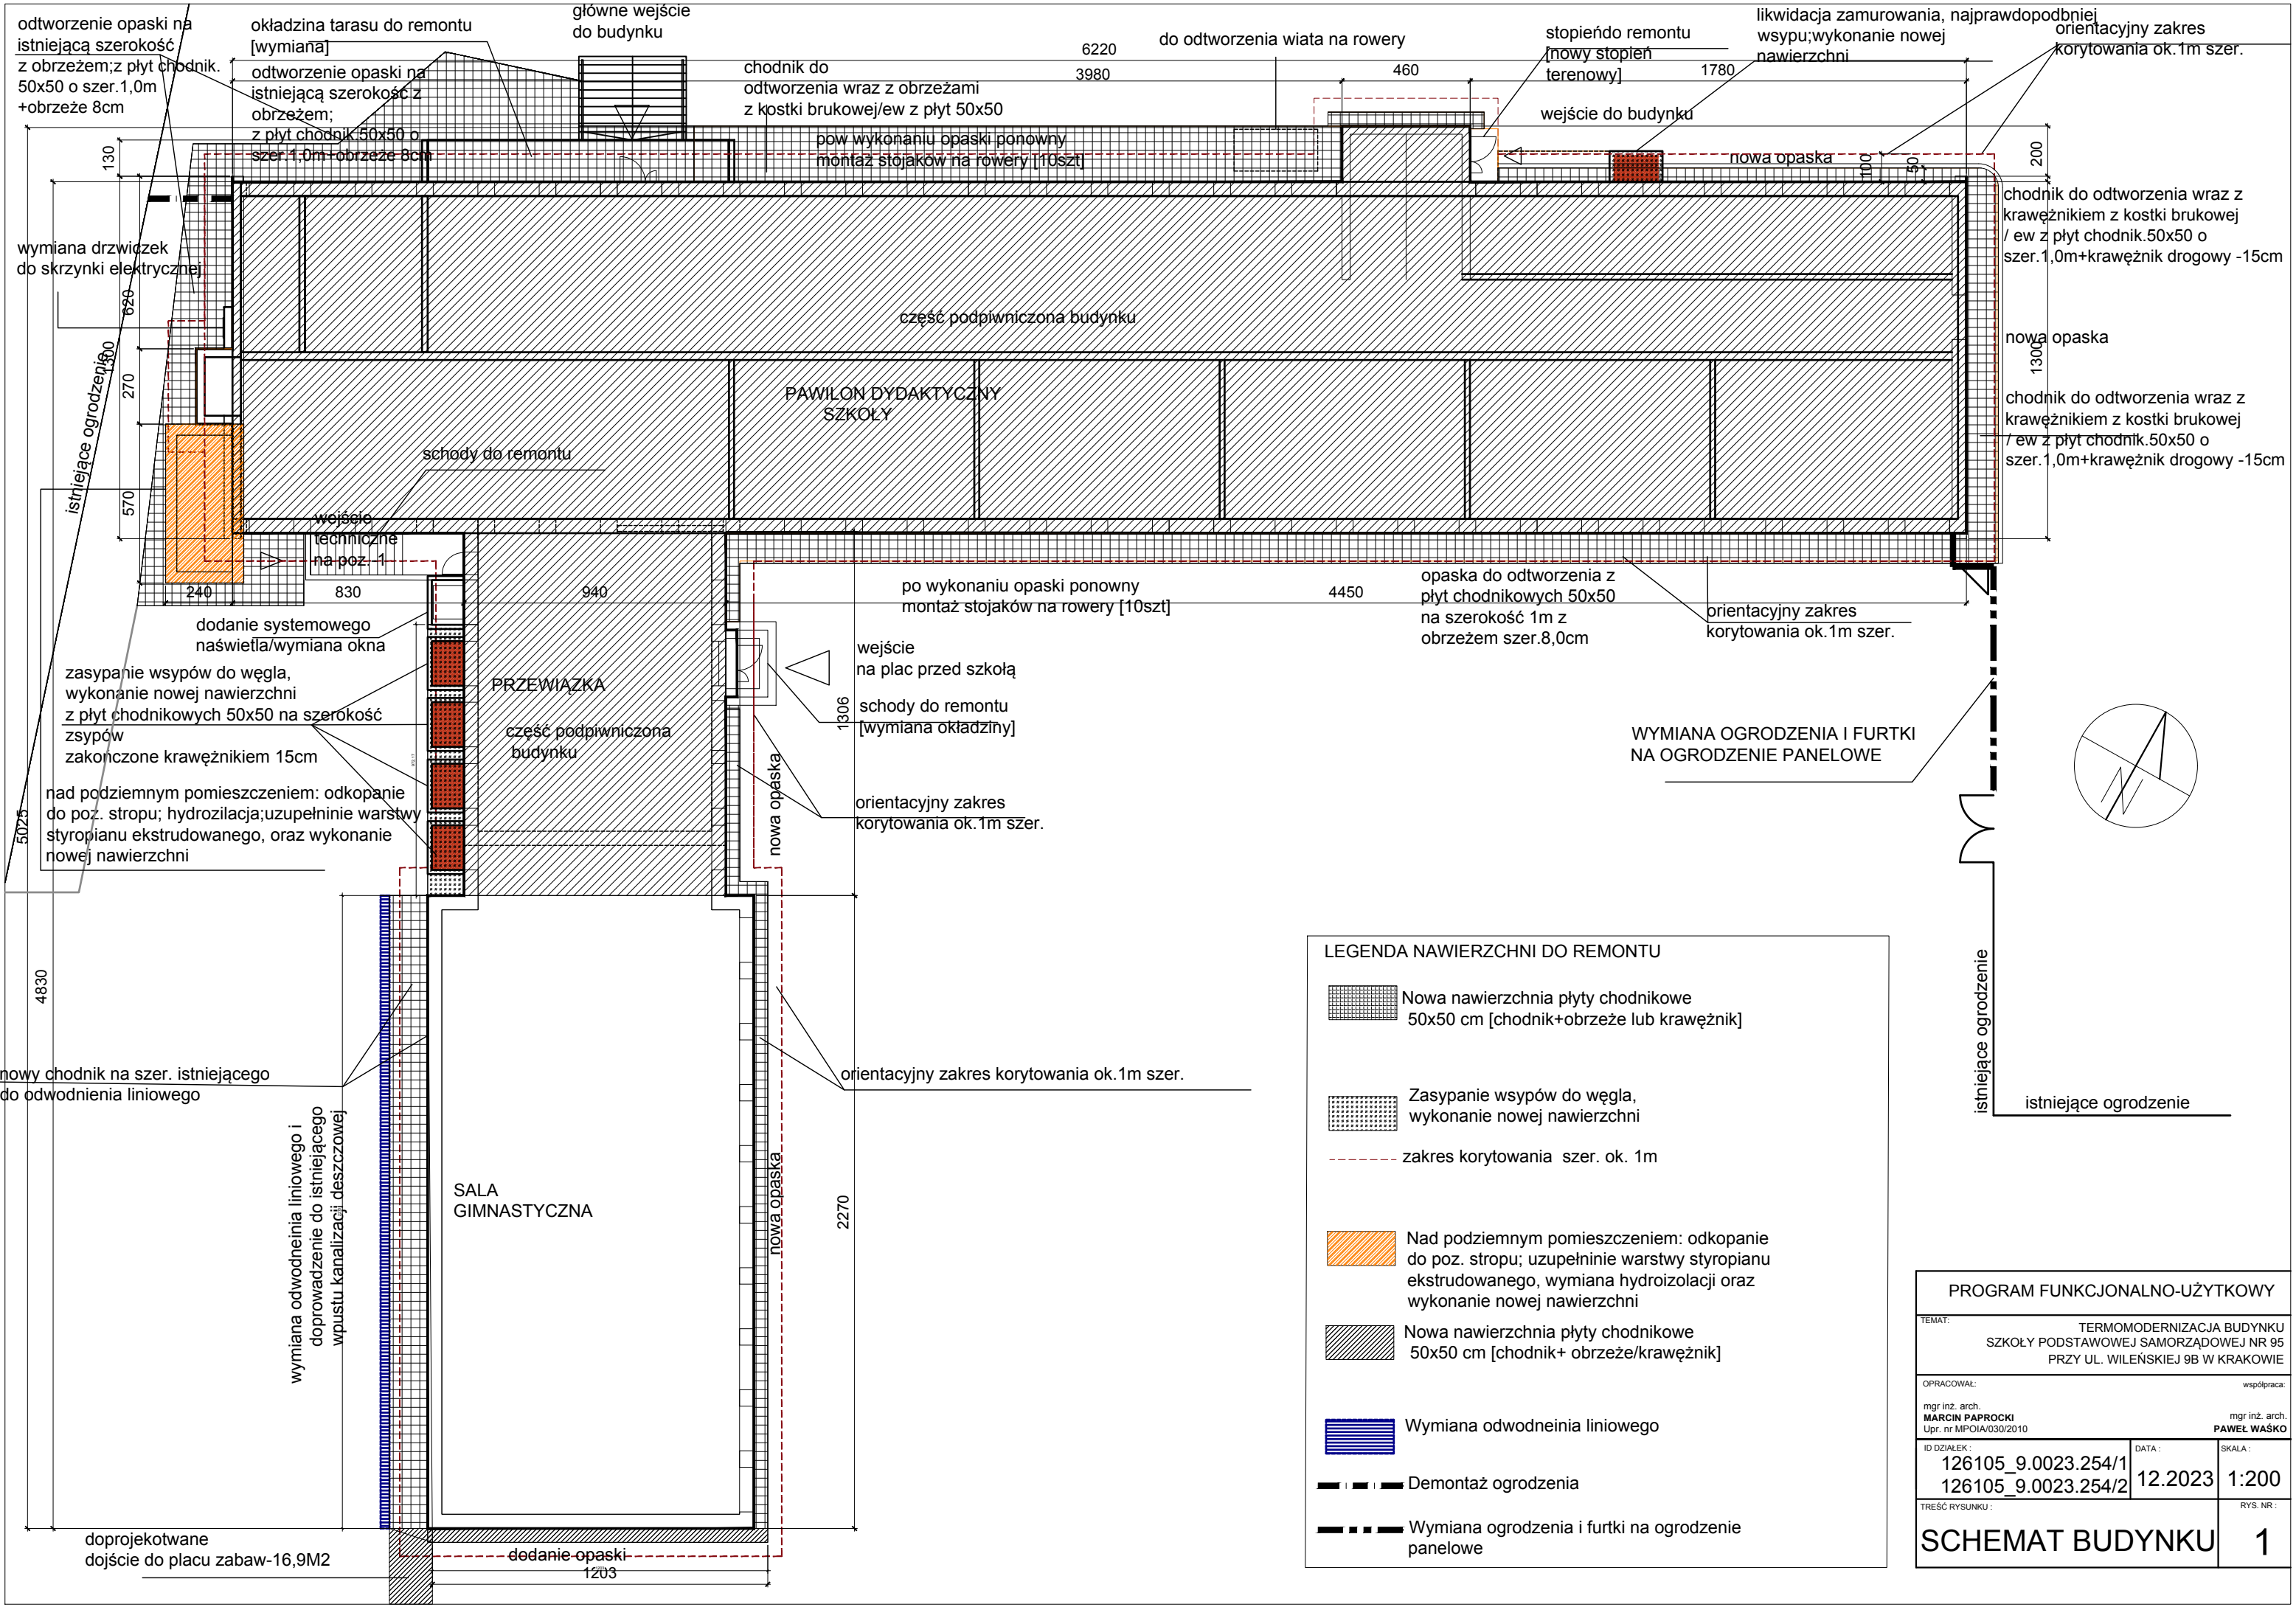 odtworzenie opaski na
istniejącą szerokość
z obrzeżem;z płyt chodnik.
50x50 o szer.1,0m
+obrzeże 8cm
okładzina tarasu do remontu
[wymiana]
odtworzenie opaski na
istniejącą szerokość z
obrzeżem;
z płyt chodnik.50x50 o
szer.1,0m+obrzeże 8cm
główne wejście
do budynku
chodnik do
odtworzenia wraz z obrzeżami
z kostki brukowej/ew z płyt 50x50
pow wykonaniu opaski ponowny
montaż stojaków na rowery [10szt]
6220
3980
460
1780
do odtworzenia wiata na rowery
stopieńdo remontu
[nowy stopień
terenowy]
wejście do budynku
likwidacja zamurowania, najprawdopodbniej
wsypu;wykonanie nowej
nawierzchni
orientacyjny zakres
korytowania ok.1m szer.
nowa opaska
100
50
200
130
chodnik do odtworzenia wraz z
krawężnikiem z kostki brukowej
/ ew z płyt chodnik.50x50 o
szer.1,0m+krawężnik drogowy -15cm
nowa opaska
1300
chodnik do odtworzenia wraz z
krawężnikiem z kostki brukowej
/ ew z płyt chodnik.50x50 o
szer.1,0m+krawężnik drogowy -15cm
wymiana drzwiczek
do skrzynki elektrycznej
620
1300
270
570
istniejące ogrodzenie
część podpiwniczona budynku
PAWILON DYDAKTYCZNY
SZKOŁY
schody do remontu
wejście
techniczne
na poz. -1
240
830
940
4450
dodanie systemowego
naświetla/wymiana okna
zasypanie wsypów do węgla,
wykonanie nowej nawierzchni
z płyt chodnikowych 50x50 na szerokość
zsypów
zakończone krawężnikiem 15cm
nad podziemnym pomieszczeniem: odkopanie
do poz. stropu; hydrozilacja;uzupełninie warstwy
styropianu ekstrudowanego, oraz wykonanie
nowej nawierzchni
5025
4830
PRZEWIĄZKA
część podpiwniczona
budynku
po wykonaniu opaski ponowny
montaż stojaków na rowery [10szt]
wejście
na plac przed szkołą
schody do remontu
[wymiana okładziny]
1306
nowa opaska
orientacyjny zakres
korytowania ok.1m szer.
opaska do odtworzenia z
płyt chodnikowych 50x50
na szerokość 1m z
obrzeżem szer.8,0cm
orientacyjny zakres
korytowania ok.1m szer.
WYMIANA OGRODZENIA I FURTKI
NA OGRODZENIE PANELOWE
N
istniejące ogrodzenie
istniejące ogrodzenie
nowy chodnik na szer. istniejącego
do odwodnienia liniowego
wymiana odwodneinia liniowego i
doprowadzenie do istniejącego
wpustu kanalizacji deszczowej
SALA
GIMNASTYCZNA
orientacyjny zakres korytowania ok.1m szer.
nowa opaska
2270
doprojekotwane
dojście do placu zabaw-16,9M2
dodanie opaski
1203
LEGENDA NAWIERZCHNI DO REMONTU
Nowa nawierzchnia płyty chodnikowe
50x50 cm [chodnik+obrzeże lub krawężnik]
Zasypanie wsypów do węgla,
wykonanie nowej nawierzchni
zakres korytowania szer. ok. 1m
Nad podziemnym pomieszczeniem: odkopanie
do poz. stropu; uzupełninie warstwy styropianu
ekstrudowanego, wymiana hydroizolacji oraz
wykonanie nowej nawierzchni
Nowa nawierzchnia płyty chodnikowe
50x50 cm [chodnik+ obrzeże/krawężnik]
Wymiana odwodneinia liniowego
Demontaż ogrodzenia
Wymiana ogrodzenia i furtki na ogrodzenie
panelowe
PROGRAM FUNKCJONALNO-UŻYTKOWY
TEMAT:
TERMOMODERNIZACJA BUDYNKU
SZKOŁY PODSTAWOWEJ SAMORZĄDOWEJ NR 95
PRZY UL. WILEŃSKIEJ 9B W KRAKOWIE
OPRACOWAŁ:
współpraca:
mgr inż. arch.
MARCIN PAPROCKI
Upr. nr MPOIA/030/2010
mgr inż. arch.
PAWEŁ WAŚKO
ID DZIAŁEK :
126105_9.0023.254/1
126105_9.0023.254/2
DATA :
12.2023
SKALA :
1:200
TREŚĆ RYSUNKU :
SCHEMAT BUDYNKU
RYS. NR :
1